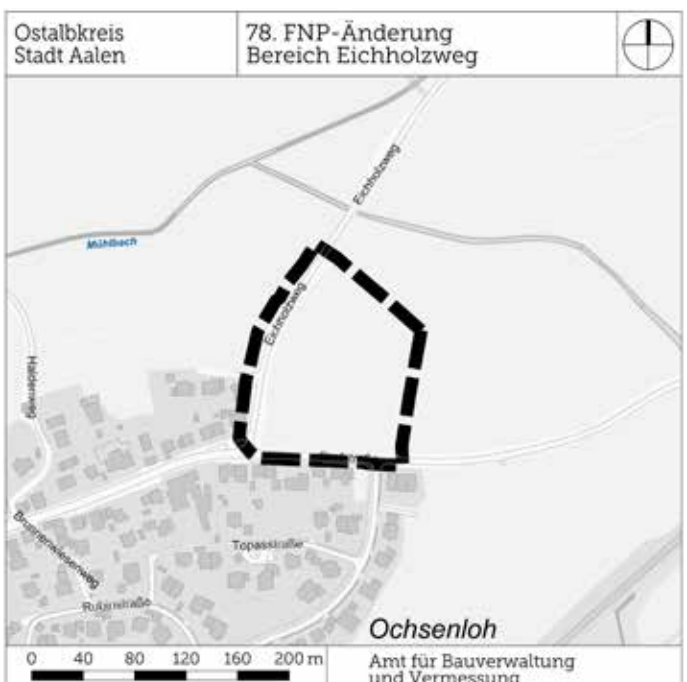 Ostalbkreis
Stadt Aalen
78. FNP-Änderung
Bereich Eichholzweg
Eichholzweg
Mühlbach
Eichholzweg
Haldenweg
Brunnenwiesenweg
Topasstraße
Rubinstraße
Ochsenloh
0 40 80 120 160 200 m
Amt für Bauverwaltung
und Vermessung